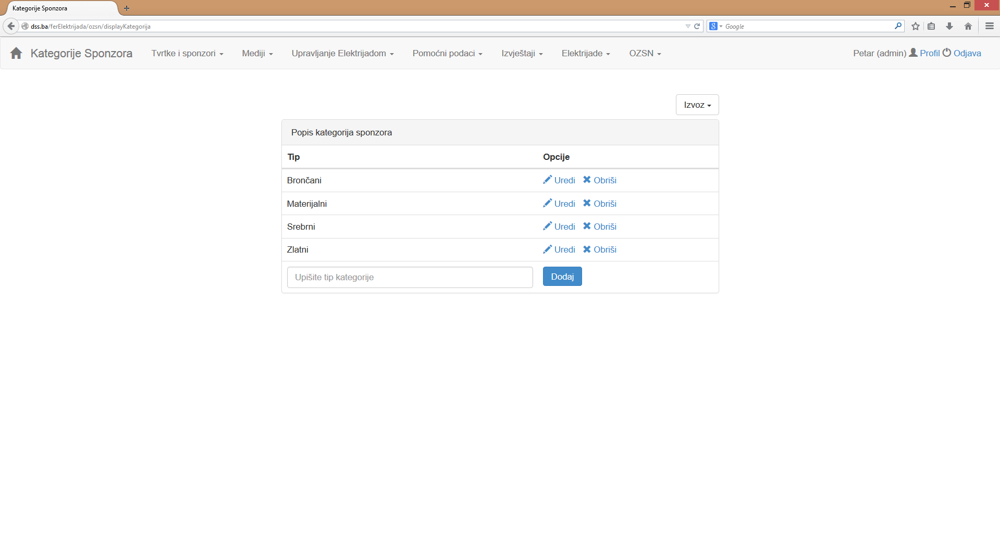 Kategorije Sponzora
dss.ba/ferElektrijada/ozsn/displayKategorija
Google
Kategorije Sponzora Tvrtke i sponzori Mediji Upravljanje Elektrijadom Pomoćni podaci Izvještaji Elektrijade OZSN Petar (admin) Profil Odjava
Izvoz
Popis kategorija sponzora
Tip Opcije
Brončani Uredi Obriši
Materijalni Uredi Obriši
Srebrni Uredi Obriši
Zlatni Uredi Obriši
Upišite tip kategorije Dodaj